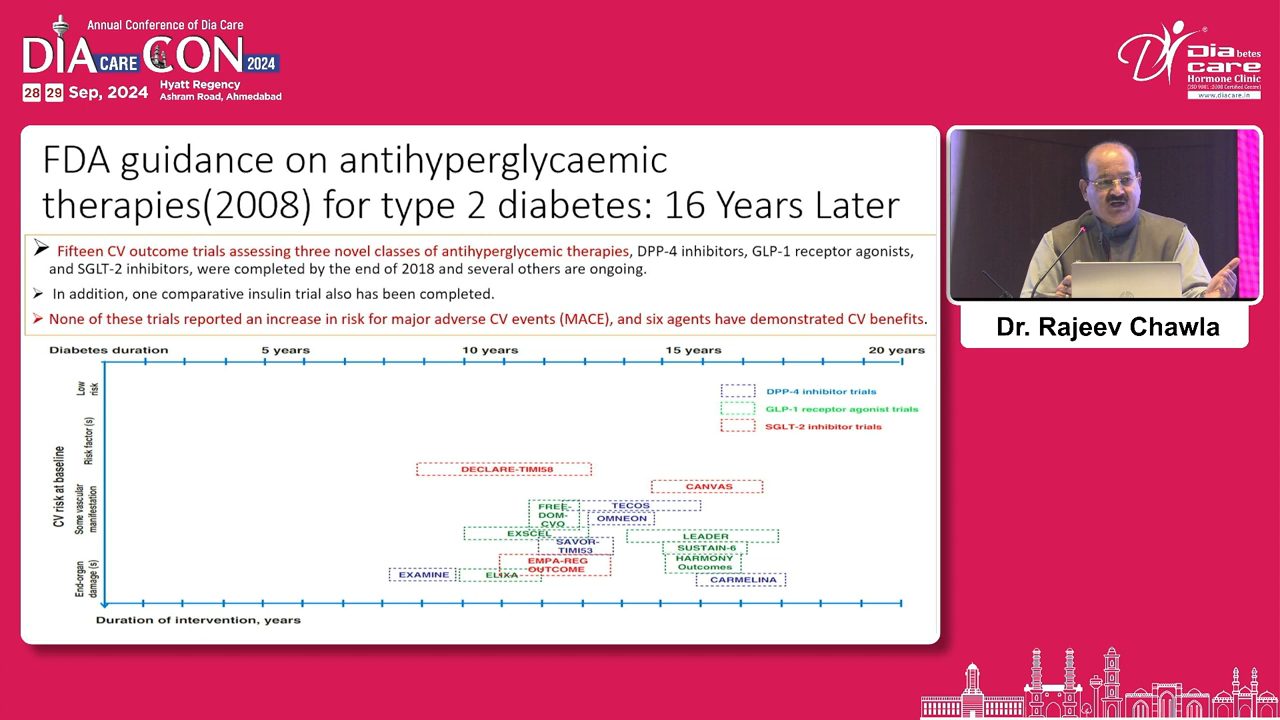 Annual Conference of Dia Care
DIA CARE CON 2024
28 29 Sep, 2024
Hyatt Regency
Ashram Road, Ahmedabad
Diabetes
care
Hormone Clinic
(ISO 9001 : 2008 Certified Centre)
www.diacare.in
FDA guidance on antihyperglycaemic
therapies(2008) for type 2 diabetes: 16 Years Later
Fifteen CV outcome trials assessing three novel classes of antihyperglycemic therapies, DPP-4 inhibitors, GLP-1 receptor agonists,
and SGLT-2 inhibitors, were completed by the end of 2018 and several others are ongoing.
In addition, one comparative insulin trial also has been completed.
None of these trials reported an increase in risk for major adverse CV events (MACE), and six agents have demonstrated CV benefits.
Diabetes duration
5 years
10 years
15 years
20 years
CV risk at baseline
Low
risk
Risk factor (s)
Some vascular
manifestation
End-organ
damage (s)
DPP-4 inhibitor trials
GLP-1 receptor agonist trials
SGLT-2 inhibitor trials
DECLARE-TIMI58
CANVAS
FREE-
DOM-
CVO
TECOS
OMNEON
EXSCEL
LEADER
SAVOR-
TIMI53
SUSTAIN-6
EMPA-REG
OUTCOME
HARMONY
Outcomes
EXAMINE
ELIXA
CARMELINA
Duration of intervention, years
Dr. Rajeev Chawla